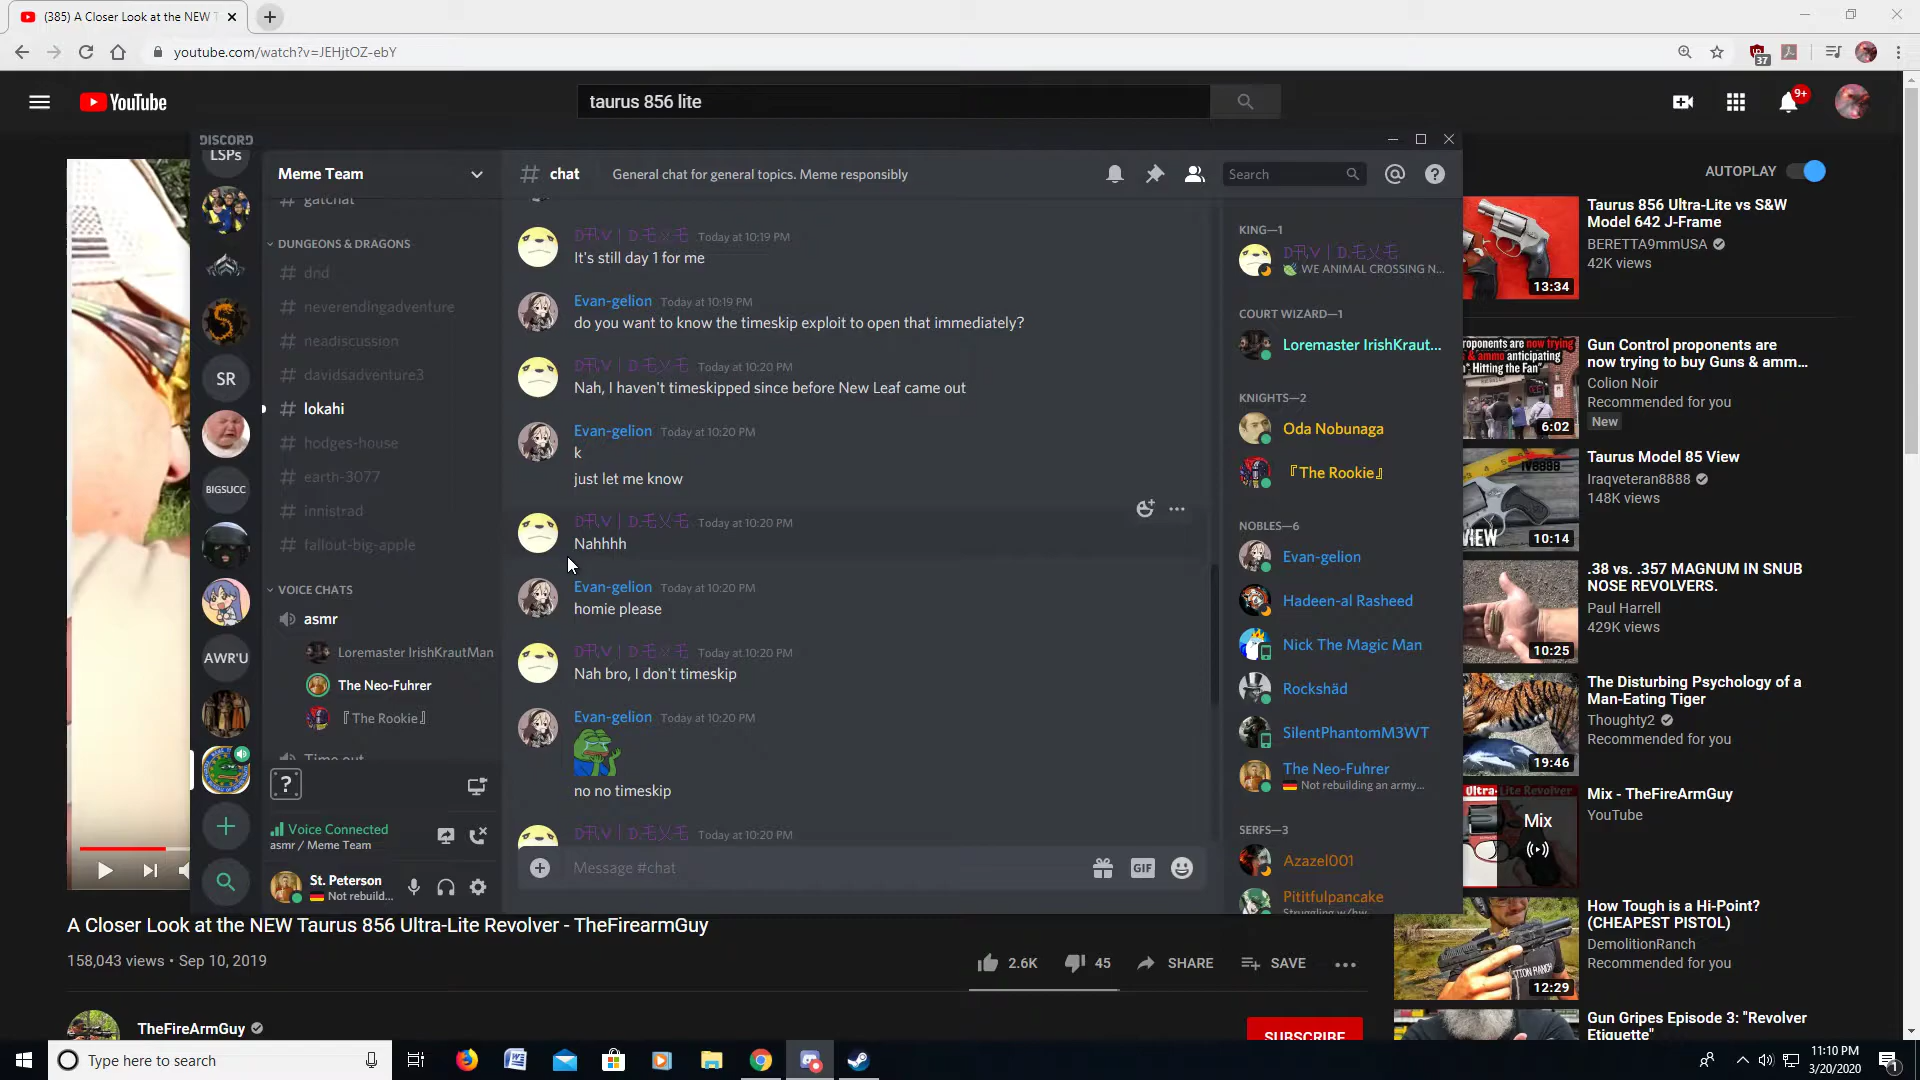 (385) A Closer Look at the NEW T
youtube.com/watch?v=JEHjtOZ-ebY
37
YouTube
taurus 856 lite
9+
DISCORD
LSPs
SR
BIGSUCC
AWR'U
Meme Team
gatchat
DUNGEONS & DRAGONS
# dnd
# neverendingadventure
# neadiscussion
# davidsadventure3
# lokahi
# hodges-house
# earth-3077
# innistrad
# fallout-big-apple
VOICE CHATS
asmr
Loremaster IrishKrautMan
The Neo-Fuhrer
『The Rookie』
Time out
?
Voice Connected
asmr / Meme Team
St. Peterson
Not rebuild...
# chat
General chat for general topics. Meme responsibly
Search
Today at 10:19 PM
It's still day 1 for me
Evan-gelion Today at 10:19 PM
do you want to know the timeskip exploit to open that immediately?
Today at 10:20 PM
Nah, I haven't timeskipped since before New Leaf came out
Evan-gelion Today at 10:20 PM
k
just let me know
Today at 10:20 PM
Nahhhh
Evan-gelion Today at 10:20 PM
homie please
Today at 10:20 PM
Nah bro, I don't timeskip
Evan-gelion Today at 10:20 PM
no no timeskip
Today at 10:20 PM
Message #chat
GIF
KING—1
WE ANIMAL CROSSING N...
COURT WIZARD—1
Loremaster IrishKraut...
KNIGHTS—2
Oda Nobunaga
『The Rookie』
NOBLES—6
Evan-gelion
Hadeen-al Rasheed
Nick The Magic Man
Rockshäd
SilentPhantomM3WT
The Neo-Fuhrer
Not rebuilding an army...
SERFS—3
Azazel001
Pititfulpancake
Struggling w/hw
AUTOPLAY
13:34
Taurus 856 Ultra-Lite vs S&W
Model 642 J-Frame
BERETTA9mmUSA
42K views
6:02
Gun Control proponents are
now trying to buy Guns & amm...
Colion Noir
Recommended for you
New
10:14
Taurus Model 85 View
Iraqveteran8888
148K views
10:25
.38 vs. .357 MAGNUM IN SNUB
NOSE REVOLVERS.
Paul Harrell
429K views
19:46
The Disturbing Psychology of a
Man-Eating Tiger
Thoughty2
Recommended for you
Mix
Mix - TheFireArmGuy
YouTube
12:29
How Tough is a Hi-Point?
(CHEAPEST PISTOL)
DemolitionRanch
Recommended for you
Gun Gripes Episode 3: "Revolver
Etiquette"
A Closer Look at the NEW Taurus 856 Ultra-Lite Revolver - TheFirearmGuy
158,043 views • Sep 10, 2019
2.6K
45
SHARE
SAVE
TheFireArmGuy
SUBSCRIBE
Type here to search
11:10 PM
3/20/2020
1